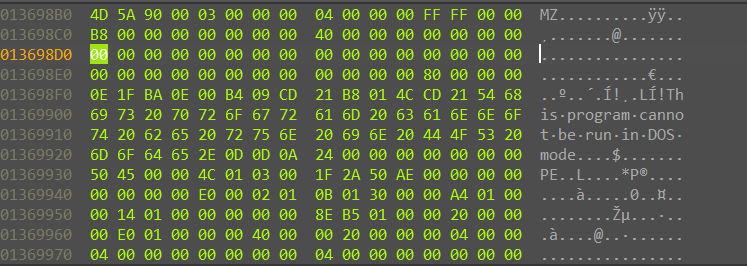 013698B0 4D 5A 90 00 03 00 00 00 04 00 00 00 FF FF 00 00 MZ..........ÿÿ..
013698C0 B8 00 00 00 00 00 00 00 40 00 00 00 00 00 00 00 ¸.......@.......
013698D0 00 00 00 00 00 00 00 00 00 00 00 00 00 00 00 00 ................
013698E0 00 00 00 00 00 00 00 00 00 00 00 00 80 00 00 00 ............€...
013698F0 0E 1F BA 0E 00 B4 09 CD 21 B8 01 4C CD 21 54 68 ..º..´.Í!¸.LÍ!Th
01369900 69 73 20 70 72 6F 67 72 61 6D 20 63 61 6E 6E 6F is·program·canno
01369910 74 20 62 65 20 72 75 6E 20 69 6E 20 44 4F 53 20 t·be·run·in·DOS·
01369920 6D 6F 64 65 2E 0D 0D 0A 24 00 00 00 00 00 00 00 mode....$.......
01369930 50 45 00 00 4C 01 03 00 1F 2A 50 AE 00 00 00 00 PE..L....*P®....
01369940 00 00 00 00 E0 00 02 01 0B 01 30 00 00 A4 01 00 ....à.....0..¤..
01369950 00 14 01 00 00 00 00 00 8E B5 01 00 00 20 00 00 ........Žµ...·..
01369960 00 E0 01 00 00 00 40 00 00 20 00 00 00 04 00 00 .à....@..·......
01369970 04 00 00 00 00 00 00 00 04 00 00 00 00 00 00 00 ................